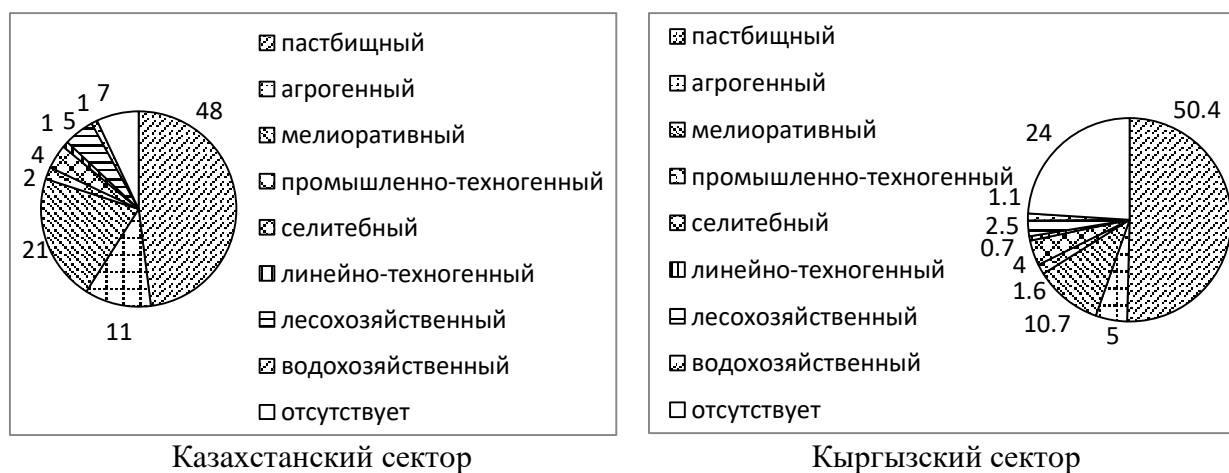 пастбищный
агрогенный
мелиоративный
промышленно-техногенный
селитебный
линейно-техногенный
лесохозяйственный
водохозяйственный
отсутствует
48
11
21
2
4
1
5
1
7
Казахстанский сектор
пастбищный
агрогенный
мелиоративный
промышленно-техногенный
селитебный
линейно-техногенный
лесохозяйственный
водохозяйственный
отсутствует
50.4
5
10.7
1.6
4
0.7
2.5
1.1
24
Кыргызский сектор